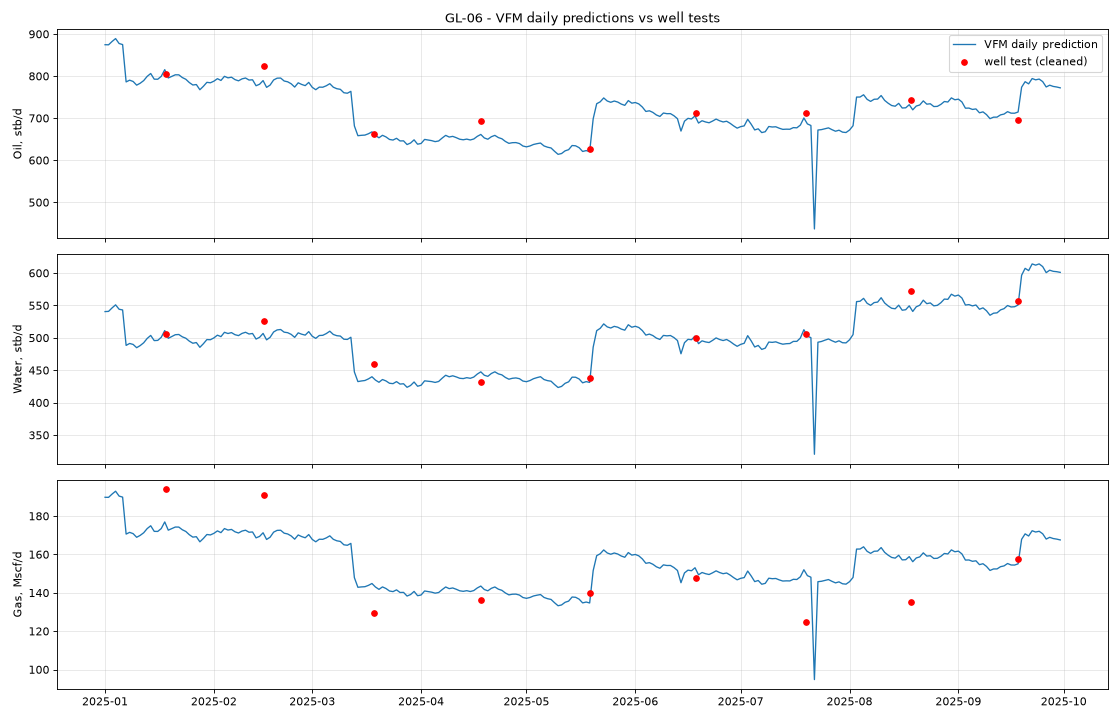 GL-06 - VFM daily predictions vs well tests
VFM daily prediction
well test (cleaned)
Oil, stb/d
900
800
700
600
500
Water, stb/d
600
550
500
450
400
350
Gas, Mscf/d
180
160
140
120
100
2025-01 2025-02 2025-03 2025-04 2025-05 2025-06 2025-07 2025-08 2025-09 2025-10